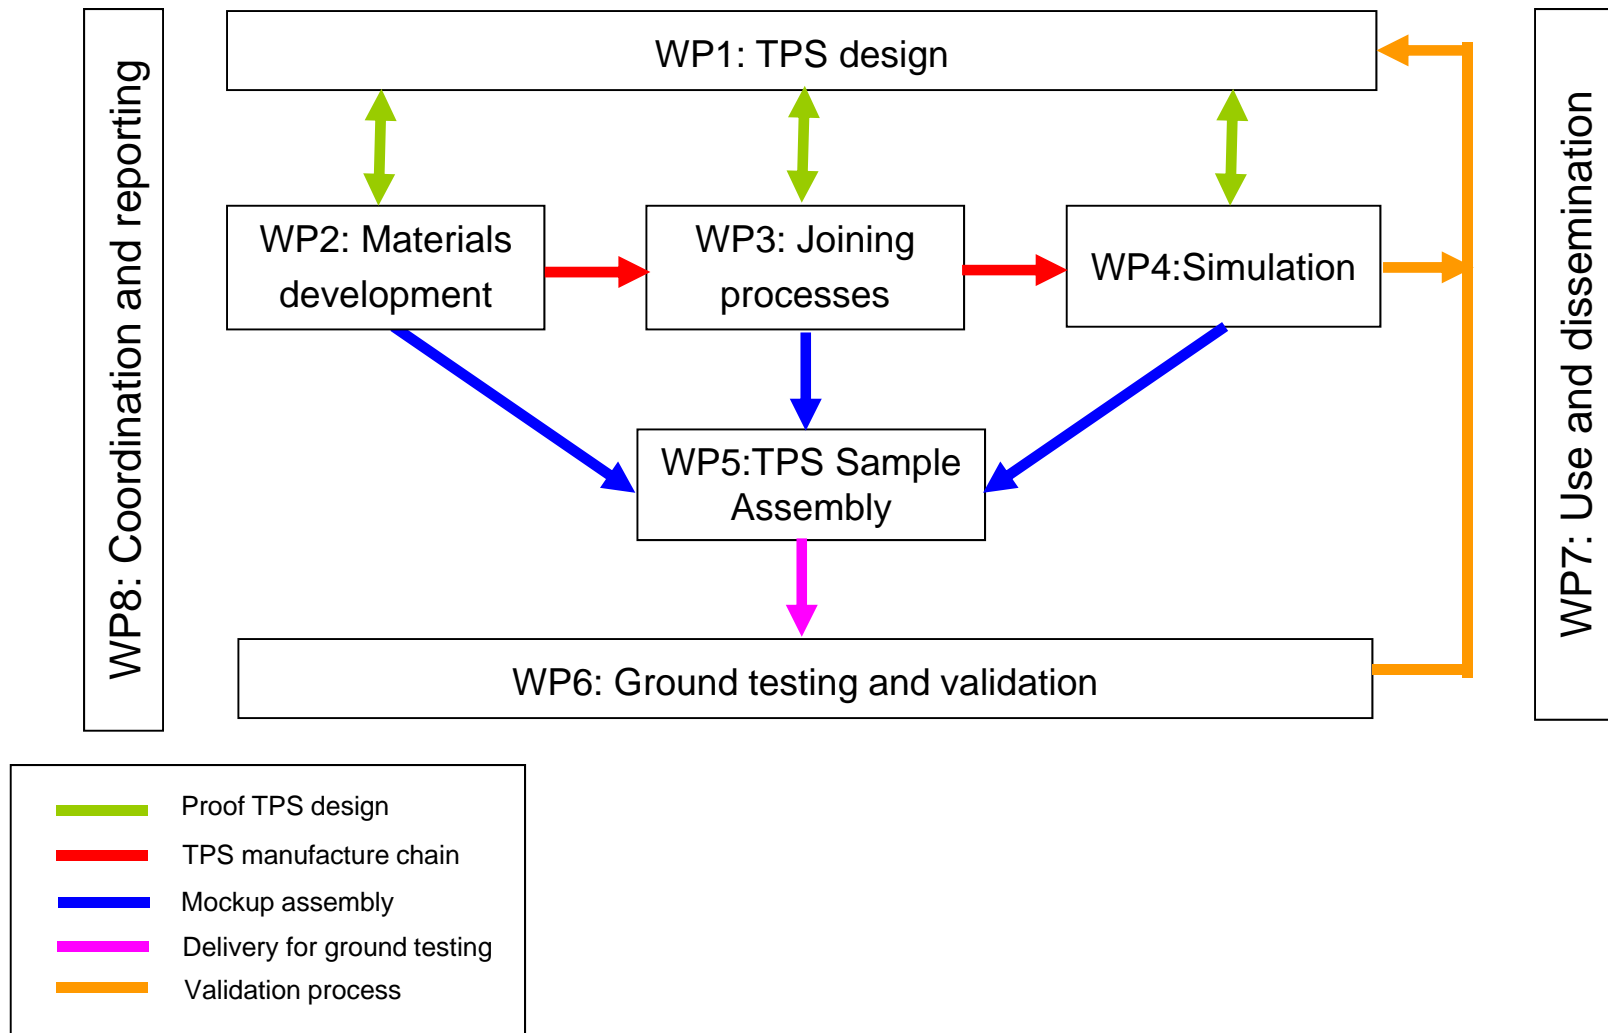 WP8: Coordination and reporting
WP1: TPS design
WP2: Materials
development
WP3: Joining
processes
WP4:Simulation
WP5:TPS Sample
Assembly
WP6: Ground testing and validation
WP7: Use and dissemination
Proof TPS design
TPS manufacture chain
Mockup assembly
Delivery for ground testing
Validation process